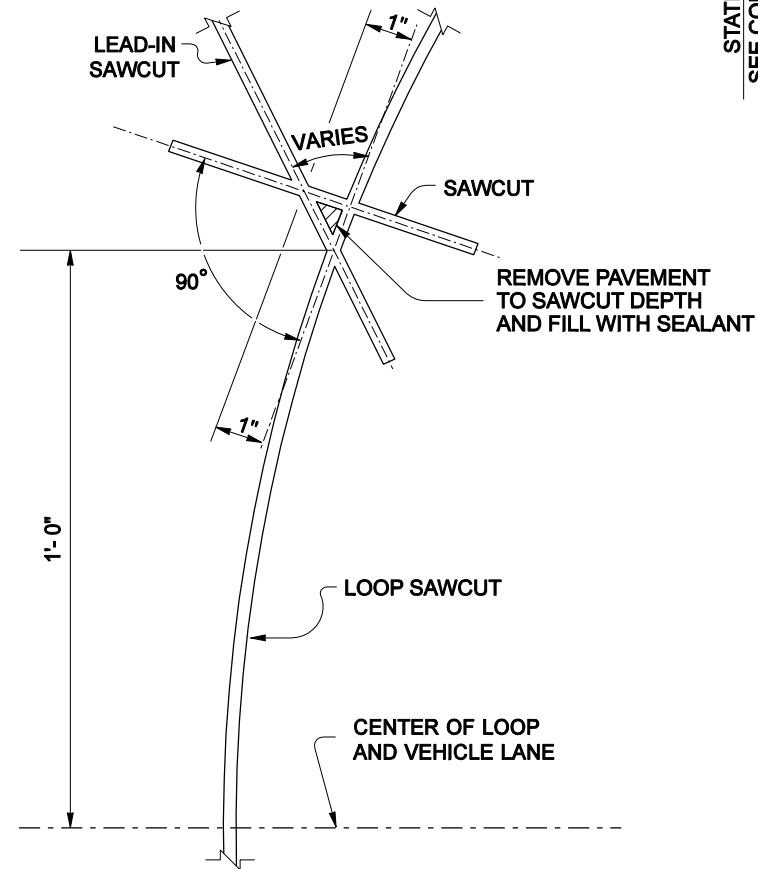 1"
LEAD-IN
SAWCUT
STAT
SEE CO
VARIES
SAWCUT
90°
REMOVE PAVEMENT
TO SAWCUT DEPTH
AND FILL WITH SEALANT
1"
1'- 0"
LOOP SAWCUT
CENTER OF LOOP
AND VEHICLE LANE